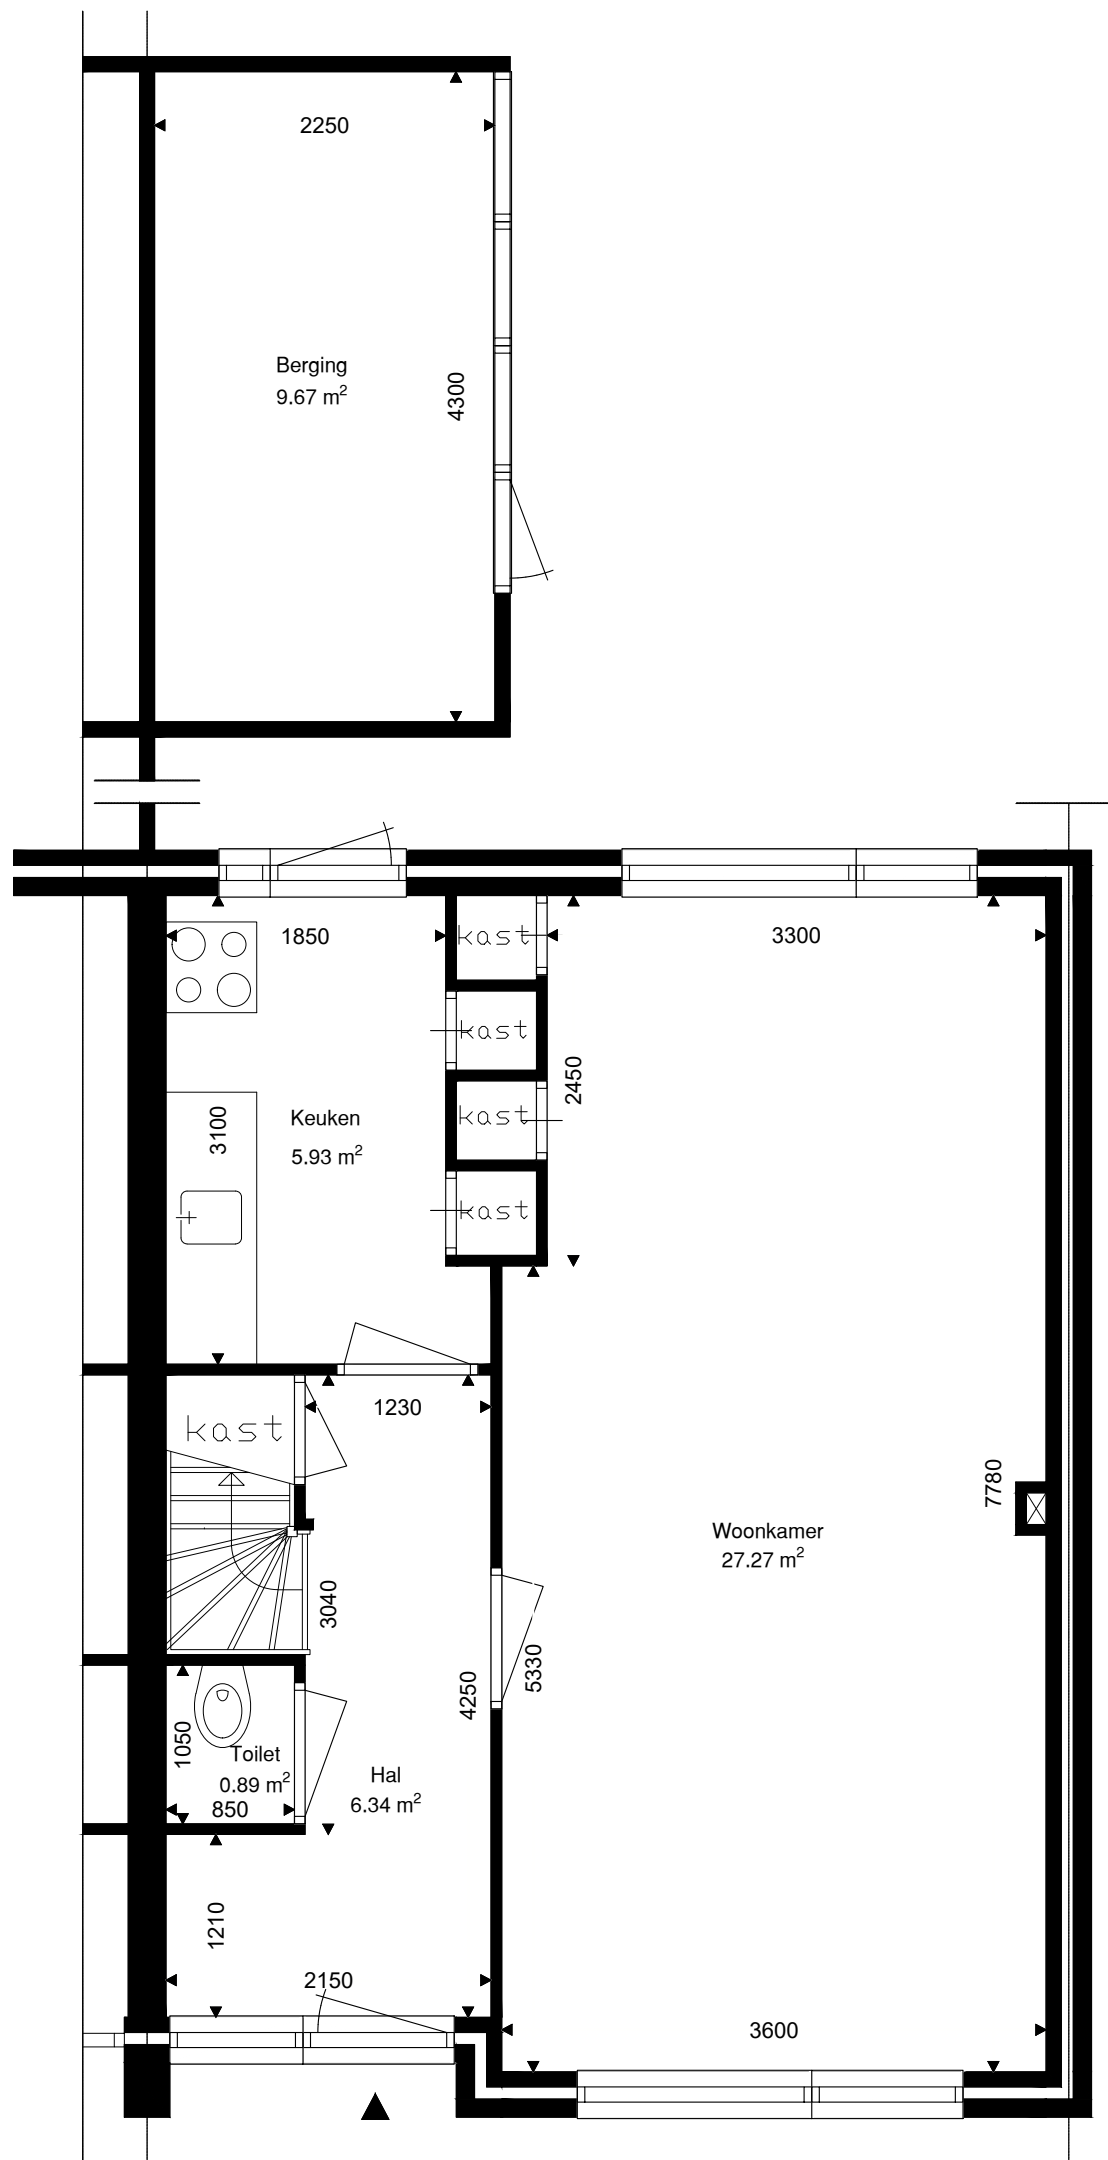 2250
Berging
9.67 m²
4300
1850
kast
3300
kast
2450
kast
3100
Keuken
5.93 m²
kast
1230
kast
7780
Woonkamer
27.27 m²
3040
5330
4250
1050
Toilet
0.89 m²
850
Hal
6.34 m²
1210
2150
3600